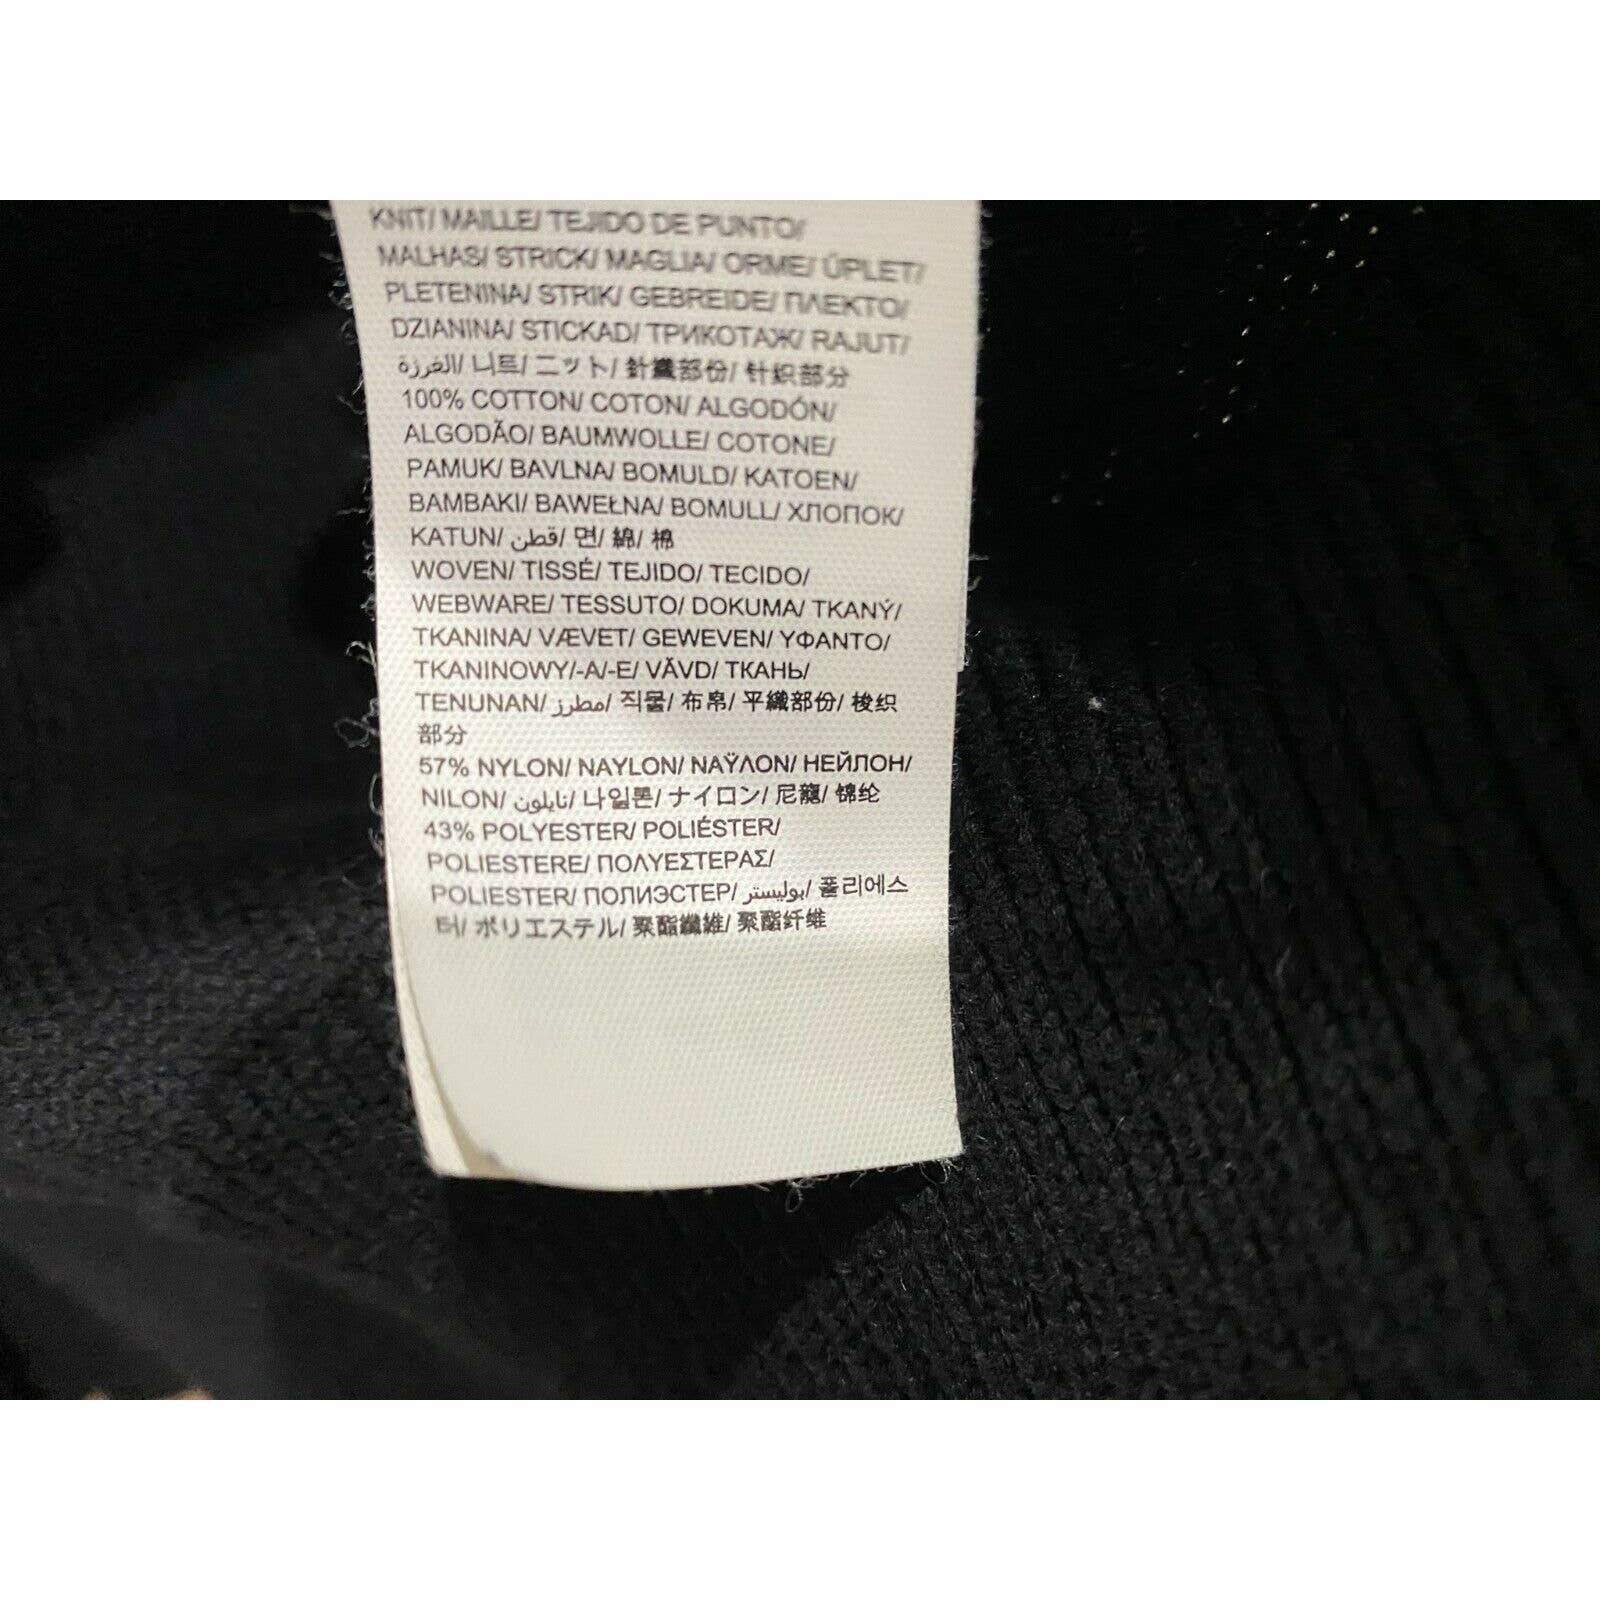 KNIT/ MAILLE/ TEJIDO DE PUNTO/
MALHAS/ STRICK/ MAGLIA/ ORME/ ÚPLET/
PLETENINA/ STRIK/ GEBREIDE/ ΠΛΕΚΤΟ/
DZIANINA/ STICKAD/ ТРИКОТАЖ/ RAJUT/
الغرزة/ 니트/ ニット/ 針織部份/ 针织部分
100% COTTON/ COTON/ ALGODÓN/
ALGODÃO/ BAUMWOLLE/ COTONE/
PAMUK/ BAVLNA/ BOMULD/ KATOEN/
BAMBAKI/ BAWEŁNA/ BOMULL/ ХЛОПОК/
KATUN/ قطن/ 면/ 綿/ 棉
WOVEN/ TISSÉ/ TEJIDO/ TECIDO/
WEBWARE/ TESSUTO/ DOKUMA/ TKANÝ/
TKANINA/ VÆVET/ GEWEVEN/ ΥΦΑΝΤΟ/
TKANINOWY/-A/-E/ VÄVD/ ТКАНЬ/
TENUNAN/ مطرز/ 직물/ 布帛/ 平織部份/ 梭织
部分
57% NYLON/ NAYLON/ ΝΑΫΛΟΝ/ НЕЙЛОН/
NILON/ نايلون/ 나일론/ ナイロン/ 尼龍/ 锦纶
43% POLYESTER/ POLIÉSTER/
POLIESTERE/ ΠΟΛΥΕΣΤΕΡΑΣ/
POLIESTER/ ПОЛИЭСТЕР/ بوليستر/ 폴리에스
터/ ポリエステル/ 聚酯纖維/ 聚酯纤维